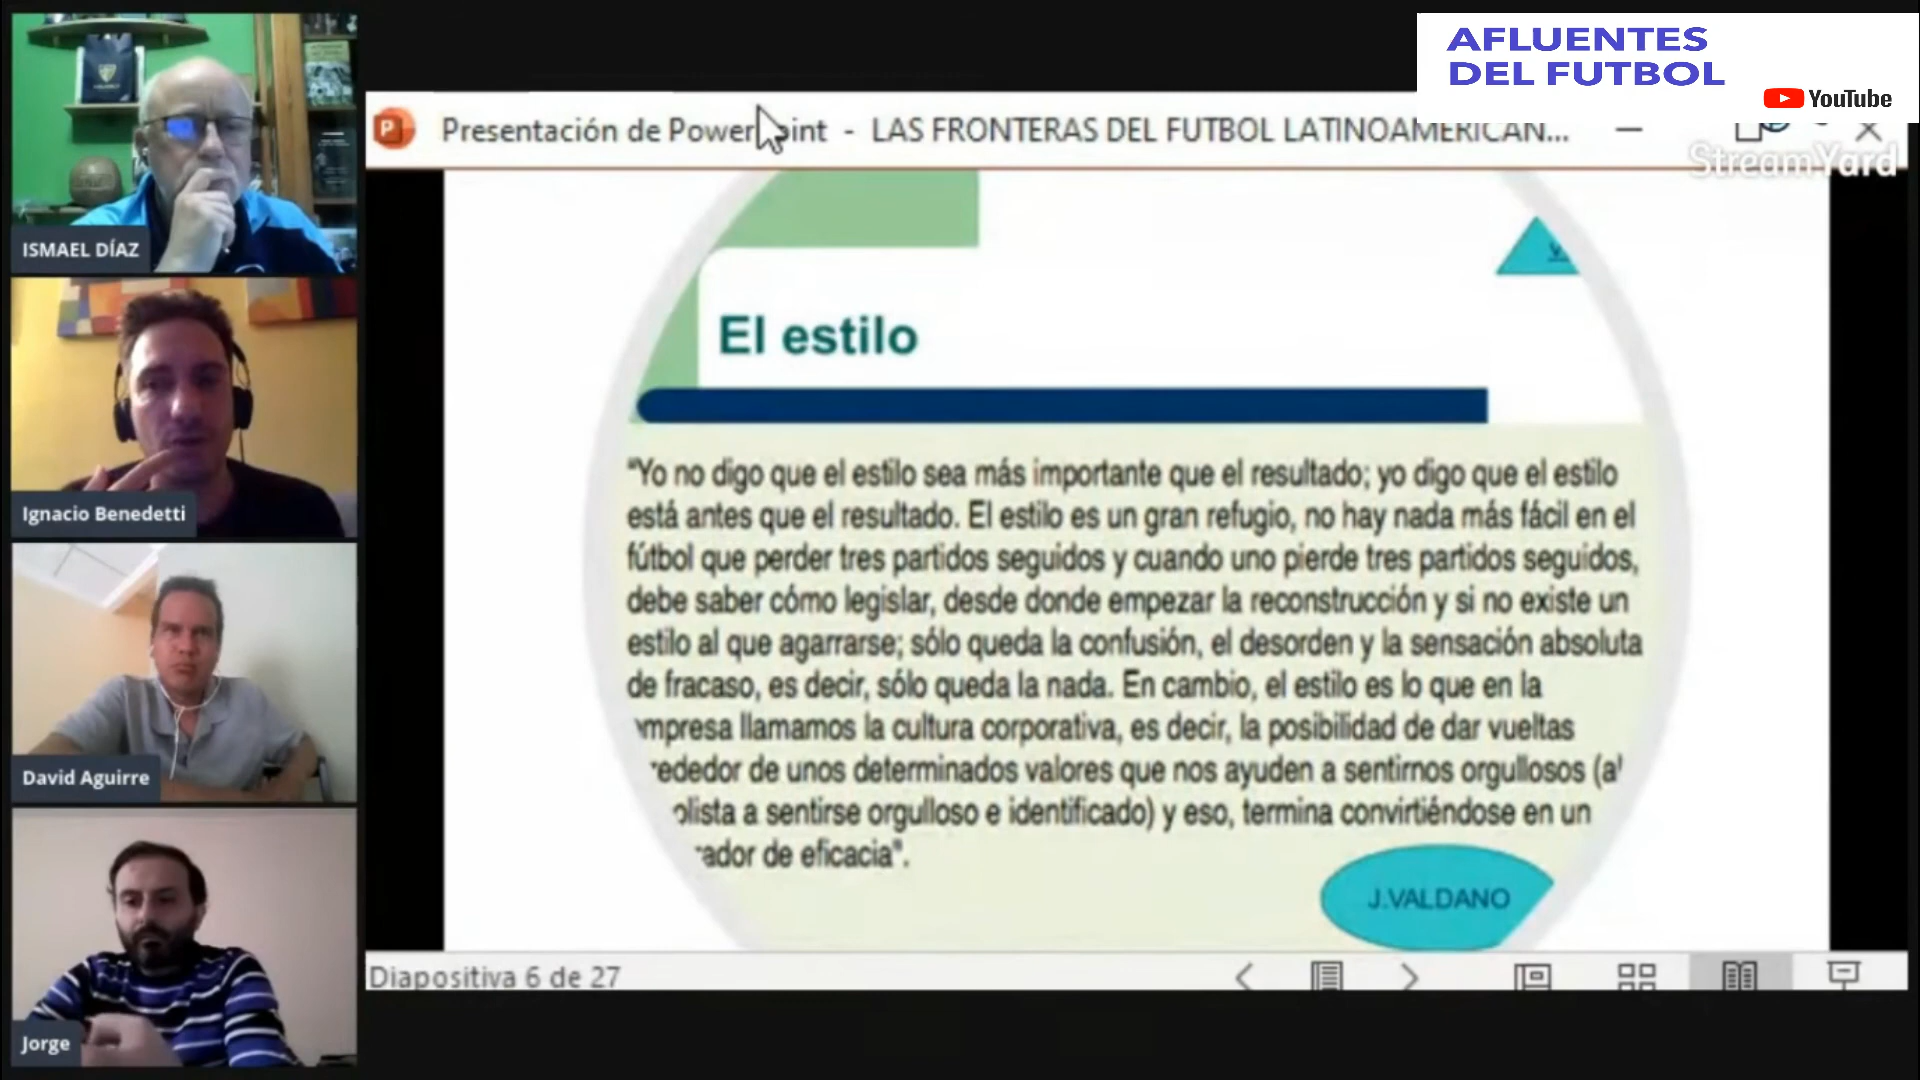 AFLUENTES
DEL FUTBOL
YouTube
StreamYard
Presentación de PowerPoint - LAS FRONTERAS DEL FUTBOL LATINOAMERICAN...
ISMAEL DÍAZ
Ignacio Benedetti
David Aguirre
Jorge
El estilo
"Yo no digo que el estilo sea más importante que el resultado; yo digo que el estilo
está antes que el resultado. El estilo es un gran refugio, no hay nada más fácil en el
fútbol que perder tres partidos seguidos y cuando uno pierde tres partidos seguidos,
debe saber cómo legislar, desde donde empezar la reconstrucción y si no existe un
estilo al que agarrarse; sólo queda la confusión, el desorden y la sensación absoluta
de fracaso, es decir, sólo queda la nada. En cambio, el estilo es lo que en la
mpresa llamamos la cultura corporativa, es decir, la posibilidad de dar vueltas
rededor de unos determinados valores que nos ayuden a sentirnos orgullosos (a
olista a sentirse orgulloso e identificado) y eso, termina convirtiéndose en un
rador de eficacia".
J.VALDANO
Diapositiva 6 de 27